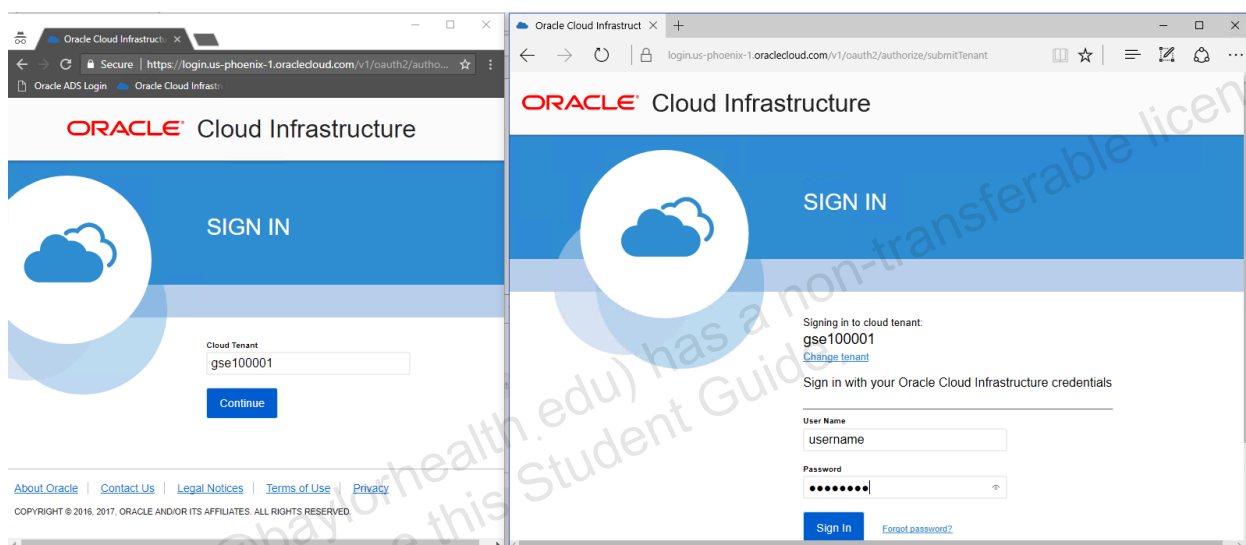 Oracle Cloud Infrastructu
Secure | https://login.us-phoenix-1.oraclecloud.com/v1/oauth2/autho...
Oracle ADS Login Oracle Cloud Infrastr
ORACLE Cloud Infrastructure
SIGN IN
Cloud Tenant
gse100001
Continue
About Oracle | Contact Us | Legal Notices | Terms of Use | Privacy
COPYRIGHT © 2016, 2017, ORACLE AND/OR ITS AFFILIATES. ALL RIGHTS RESERVED.
Oracle Cloud Infrastruct
login.us-phoenix-1.oraclecloud.com/v1/oauth2/authorize/submitTenant
ORACLE Cloud Infrastructure
SIGN IN
Signing in to cloud tenant:
gse100001
Change tenant
Sign in with your Oracle Cloud Infrastructure credentials
User Name
username
Password
●●●●●●●●
Sign In Forgot password?
@baylorhealth.edu) has a non-transferable licen
this Student Guide.